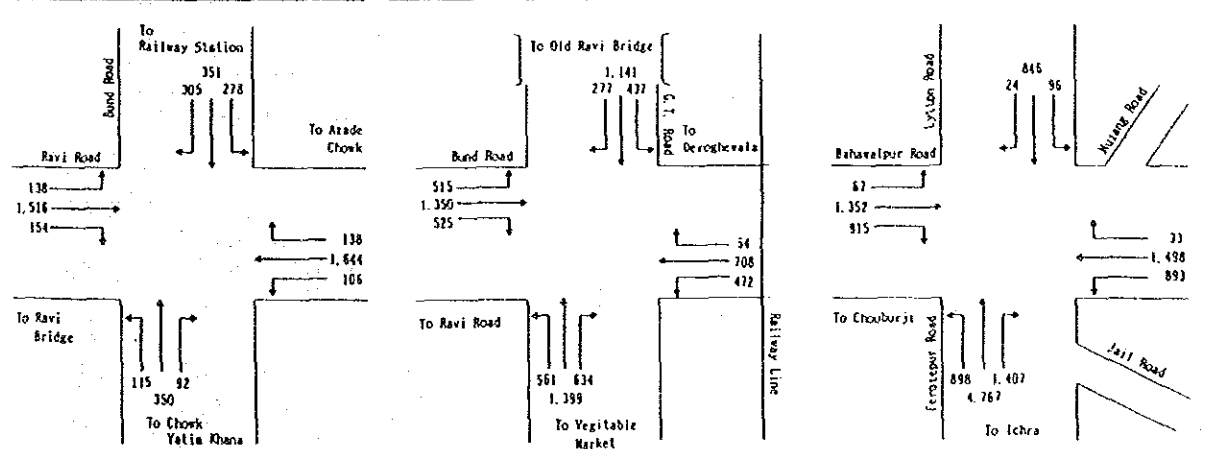 To
Railway Station
351
305
278
Bund Road
To Azade
Chowk
Ravi Road
138
1,516
154
138
1,644
106
To Ravi
Bridge
115
92
350
To Chowk
Yatim Khana
To Old Ravi Bridge
1,141
277
437
G. T. Road
To
Deroghewala
Bund Road
515
1,350
525
54
708
472
To Ravi Road
561
634
1,399
To Vegitable
Market
Railway Line
Lytton Road
846
24
96
Mozang Road
Bahawalpur Road
67
1,352
915
33
1,498
893
To Chouburji
Ferozepur Road
898
1,407
4,767
Jail Road
To Ichra